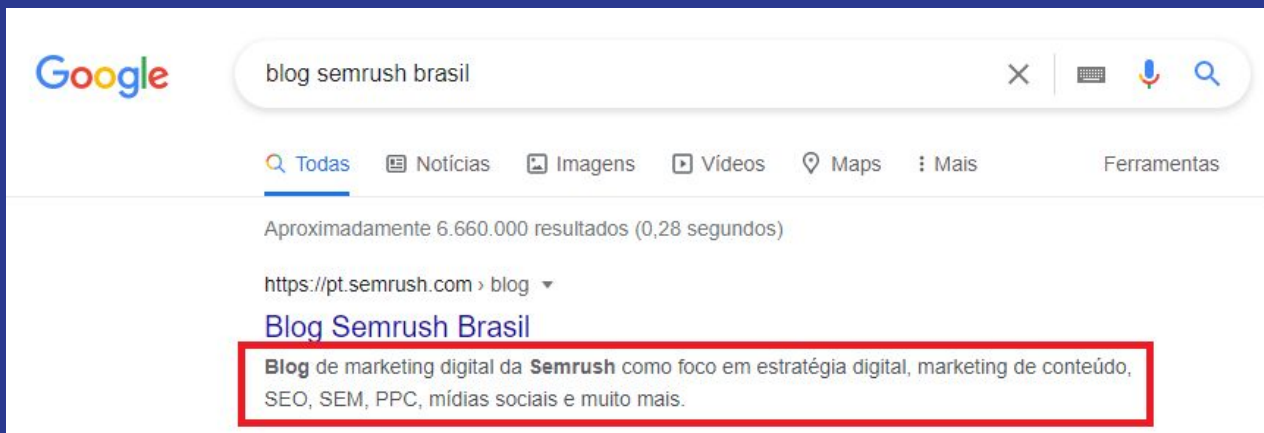 Google
blog semrush brasil
Todas Notícias Imagens Vídeos Maps Mais Ferramentas
Aproximadamente 6.660.000 resultados (0,28 segundos)
https://pt.semrush.com › blog
Blog Semrush Brasil
Blog de marketing digital da Semrush como foco em estratégia digital, marketing de conteúdo,
SEO, SEM, PPC, mídias sociais e muito mais.